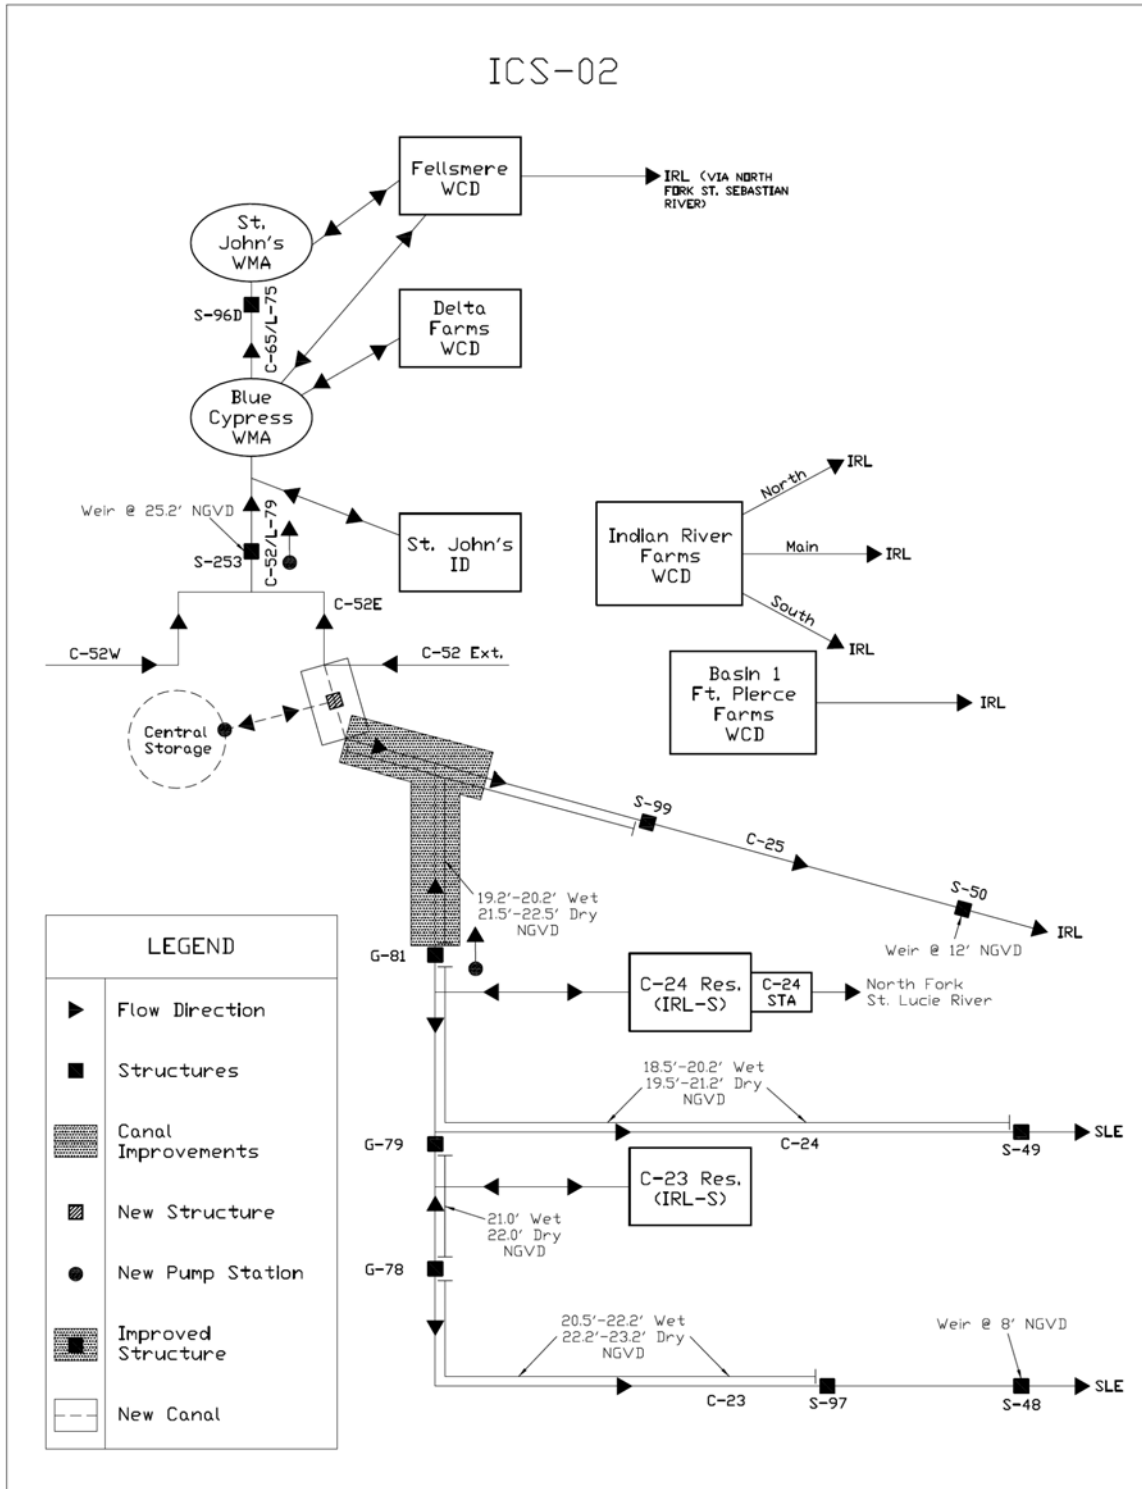 ICS-02
Fellsmere
WCD
IRL (VIA NORTH
FORK ST. SEBASTIAN
RIVER)
St.
John's
WMA
S-96D
C-65/L-75
Delta
Farms
WCD
Blue
Cypress
WMA
Weir @ 25.2' NGVD
S-253
C-52/L-79
St. John's
ID
C-52E
C-52W
C-52 Ext.
Indian River
Farms
WCD
North
IRL
Main
IRL
South
IRL
Basin 1
Ft. Pierce
Farms
WCD
IRL
Central
Storage
S-99
C-25
S-50
Weir @ 12' NGVD
IRL
19.2'-20.2' Wet
21.5'-22.5' Dry
NGVD
G-81
C-24 Res.
(IRL-S)
C-24
STA
North Fork
St. Lucie River
18.5'-20.2' Wet
19.5'-21.2' Dry
NGVD
G-79
C-24
S-49
SLE
C-23 Res.
(IRL-S)
21.0' Wet
22.0' Dry
NGVD
G-78
20.5'-22.2' Wet
22.2'-23.2' Dry
NGVD
Weir @ 8' NGVD
C-23
S-97
S-48
SLE
LEGEND
Flow Direction
Structures
Canal
Improvements
New Structure
New Pump Station
Improved
Structure
New Canal